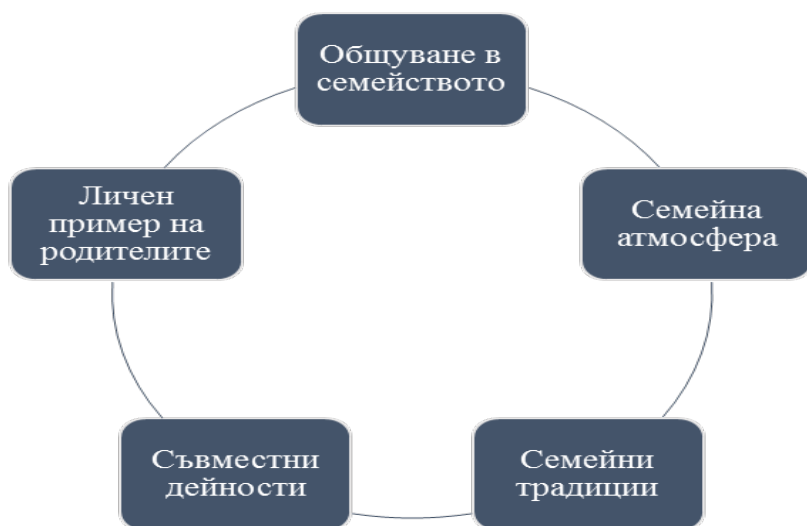 Общуване в
семейството
Семейна
атмосфера
Семейни
традиции
Съвместни
дейности
Личен
пример на
родителите